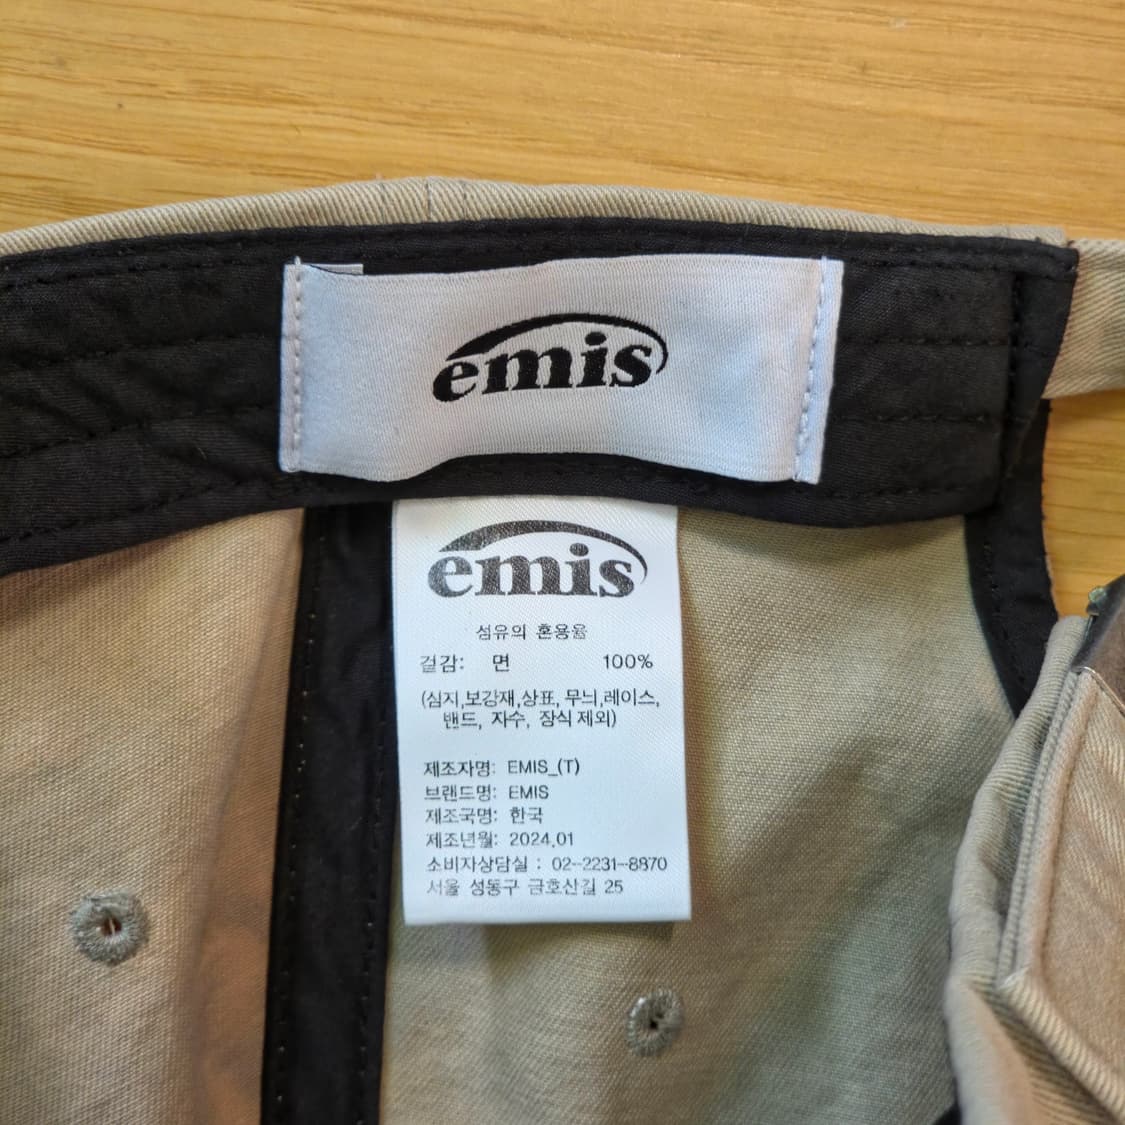 emis
emis
섬유의 혼용율
겉감: 면 100%
(심지,보강재,상표, 무늬,레이스,
밴드, 자수, 장식 제외)
제조자명: EMIS_(T)
브랜드명: EMIS
제조국명: 한국
제조년월: 2024.01
소비자상담실 : 02-2231-8870
서울 성동구 금호산길 25